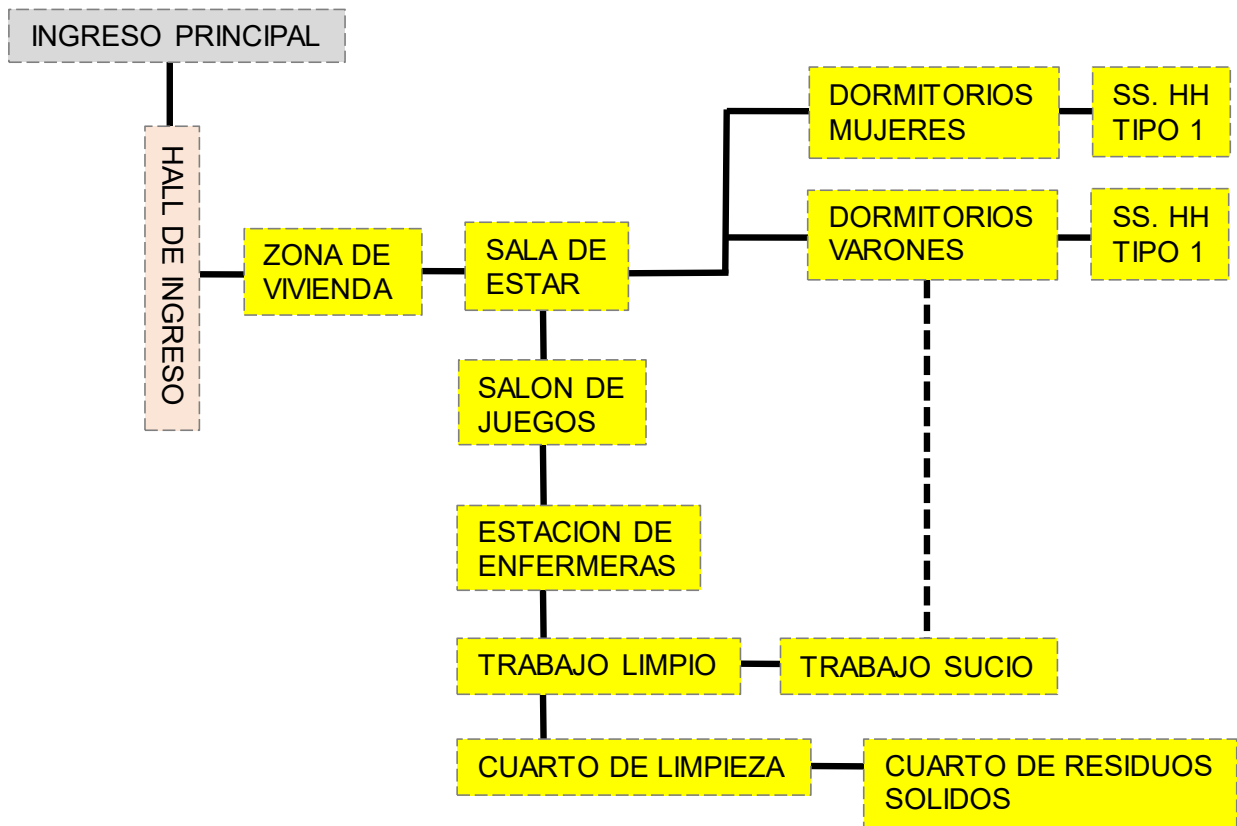 INGRESO PRINCIPAL
HALL DE INGRESO
ZONA DE
VIVIENDA
SALA DE
ESTAR
DORMITORIOS
MUJERES
SS. HH
TIPO 1
DORMITORIOS
VARONES
SS. HH
TIPO 1
SALON DE
JUEGOS
ESTACION DE
ENFERMERAS
TRABAJO LIMPIO
TRABAJO SUCIO
CUARTO DE LIMPIEZA
CUARTO DE RESIDUOS
SOLIDOS